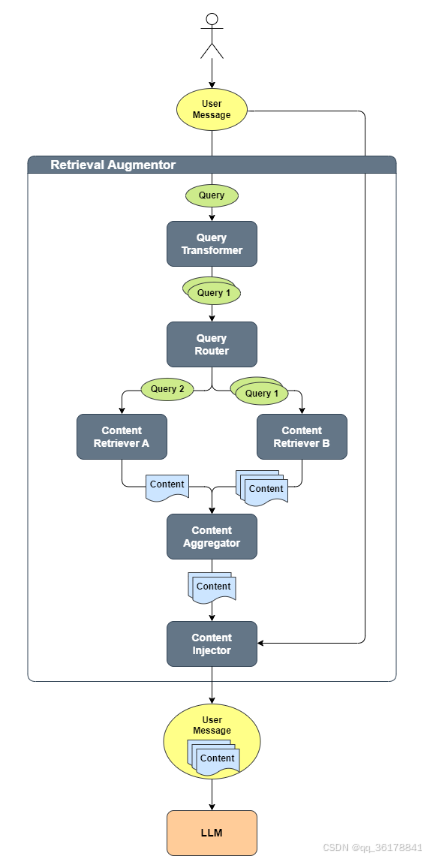 User
Message
Retrieval Augmentor
Query
Query
Transformer
Query 1
Query
Router
Query 2
Query 1
Content
Retriever A
Content
Retriever B
Content
Content
Content
Aggregator
Content
Content
Injector
User
Message
Content
LLM
CSDN @qq_36178841